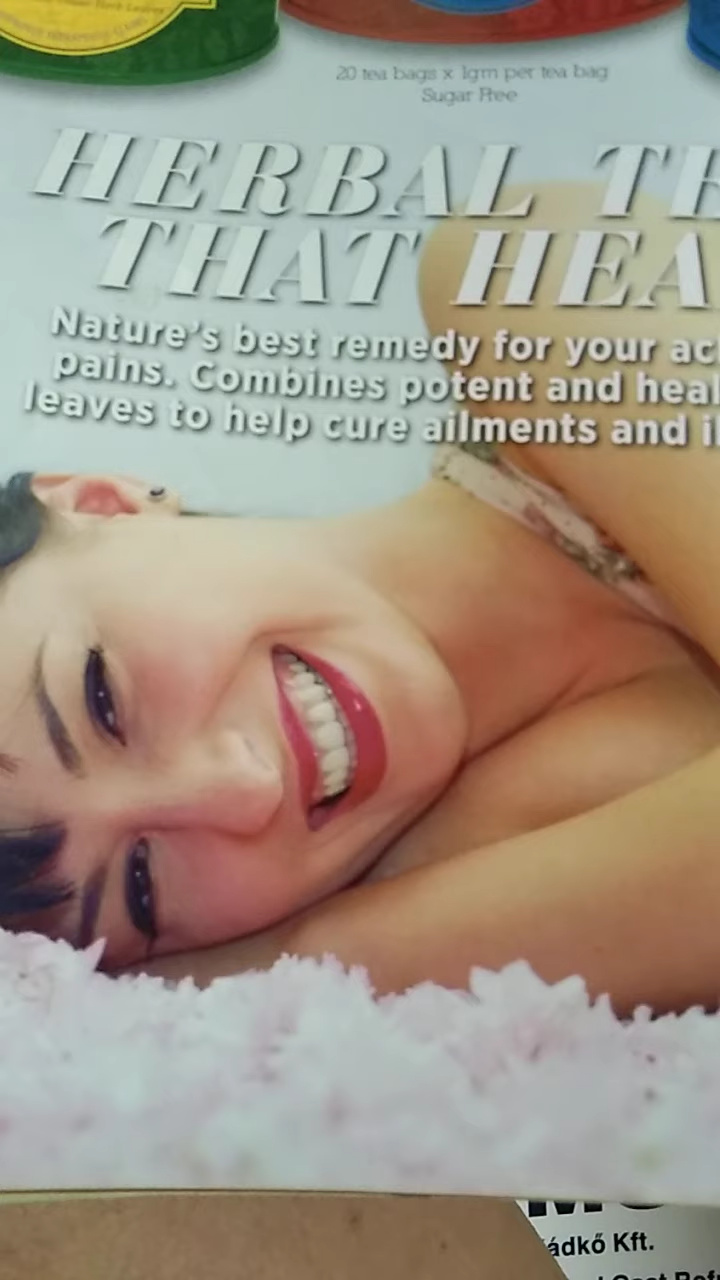 20 tea bags x 1gm per tea bag
Sugar Free
HERBAL TE
THAT HEA
Nature's best remedy for your ac
pains. Combines potent and heal
leaves to help cure ailments and i
ádkő Kft.